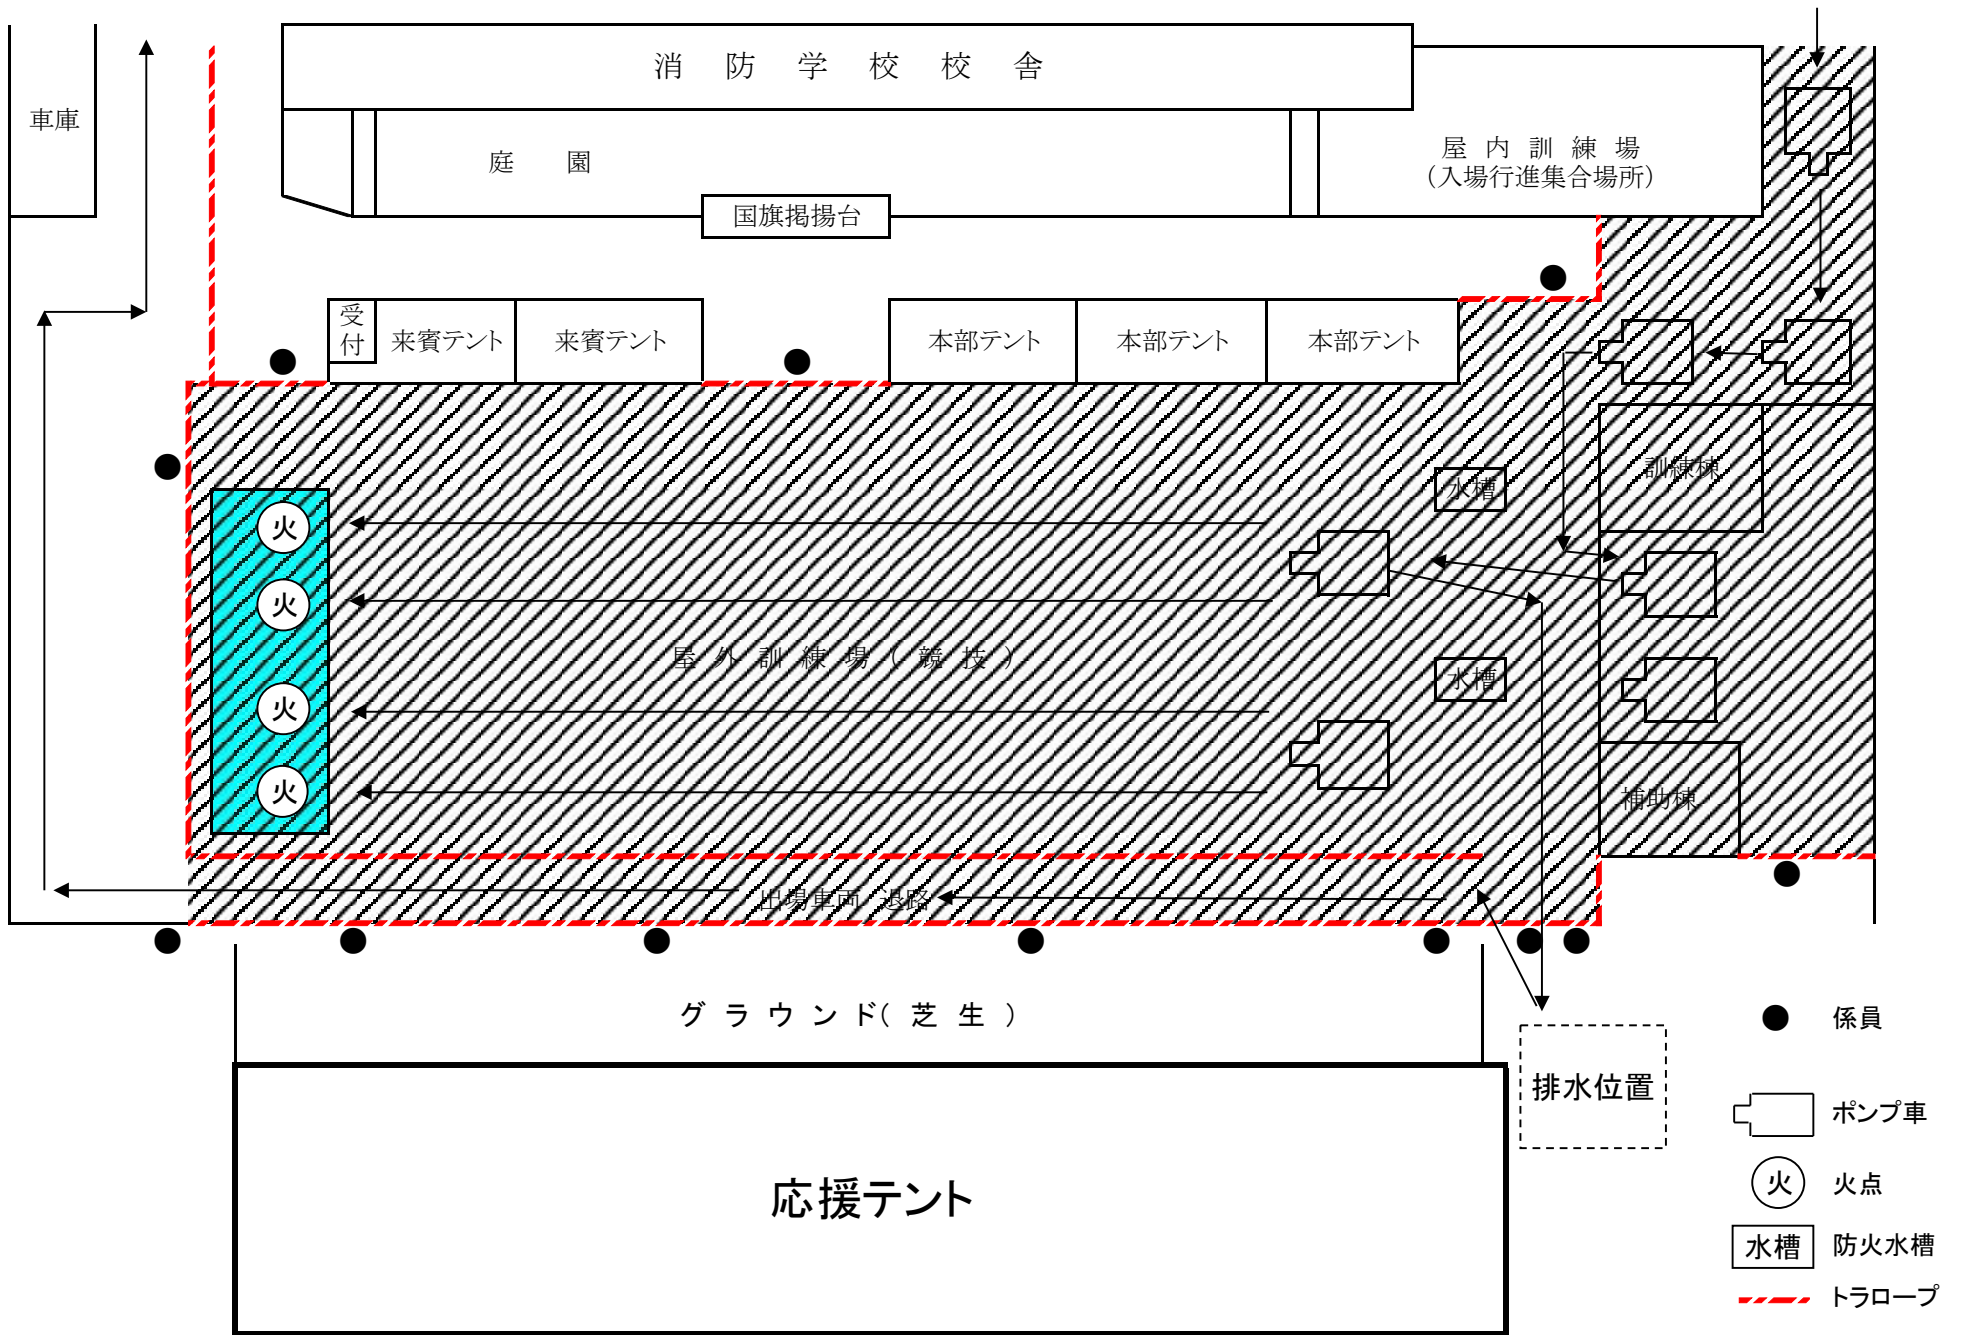 消防学校校舎
車庫
庭園
屋内訓練場
（入場行進集合場所）
国旗掲揚台
受
付
来賓テント
来賓テント
本部テント
本部テント
本部テント
訓練棟
水槽
火
火
屋外訓練場（競技）
水槽
火
火
補助棟
出場車両　退路
グラウンド（芝生）
係員
排水位置
ポンプ車
応援テント
火
火点
水槽
防火水槽
トラロープ